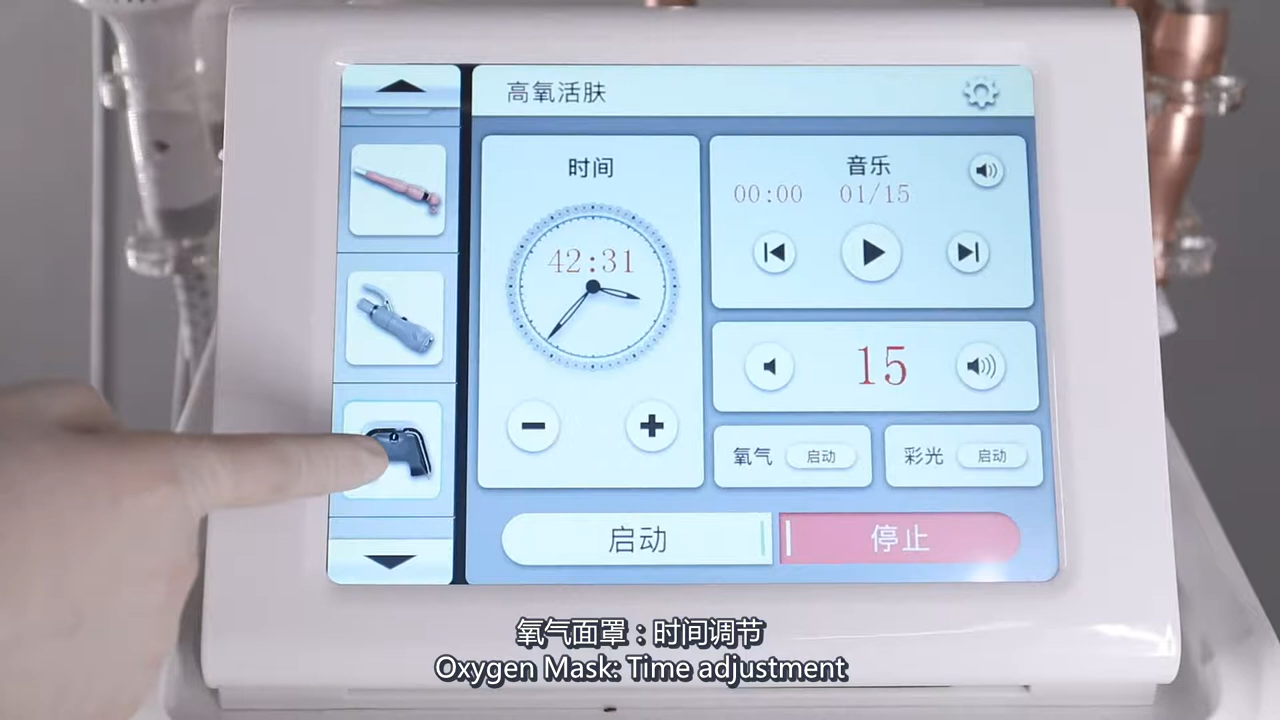 高氧活肤
时间
42:31
音乐
00:00 01/15
15
氧气 启动
彩光 启动
启动
停止
氧气面罩：时间调节
Oxygen Mask: Time adjustment